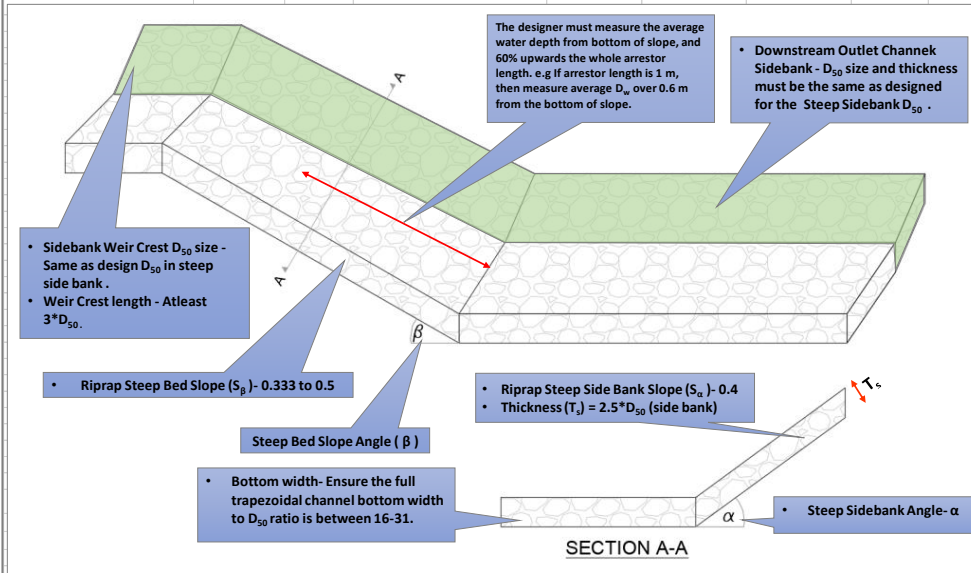 The designer must measure the average
water depth from bottom of slope, and
60% upwards the whole arrestor
length. e.g If arrestor length is 1 m,
then measure average Dw over 0.6 m
from the bottom of slope.
• Downstream Outlet Channek
Sidebank - D50 size and thickness
must be the same as designed
for the Steep Sidebank D50 .
A
• Sidebank Weir Crest D50 size -
Same as design D50 in steep
side bank .
• Weir Crest length - Atleast
3*D50 .
A
β
• Riprap Steep Bed Slope (Sβ)- 0.333 to 0.5
• Riprap Steep Side Bank Slope (Sα)- 0.4
• Thickness (Ts) = 2.5*D50 (side bank)
Ts
Steep Bed Slope Angle ( β )
• Bottom width- Ensure the full
trapezoidal channel bottom width
to D50 ratio is between 16-31.
α
• Steep Sidebank Angle- α
SECTION A-A